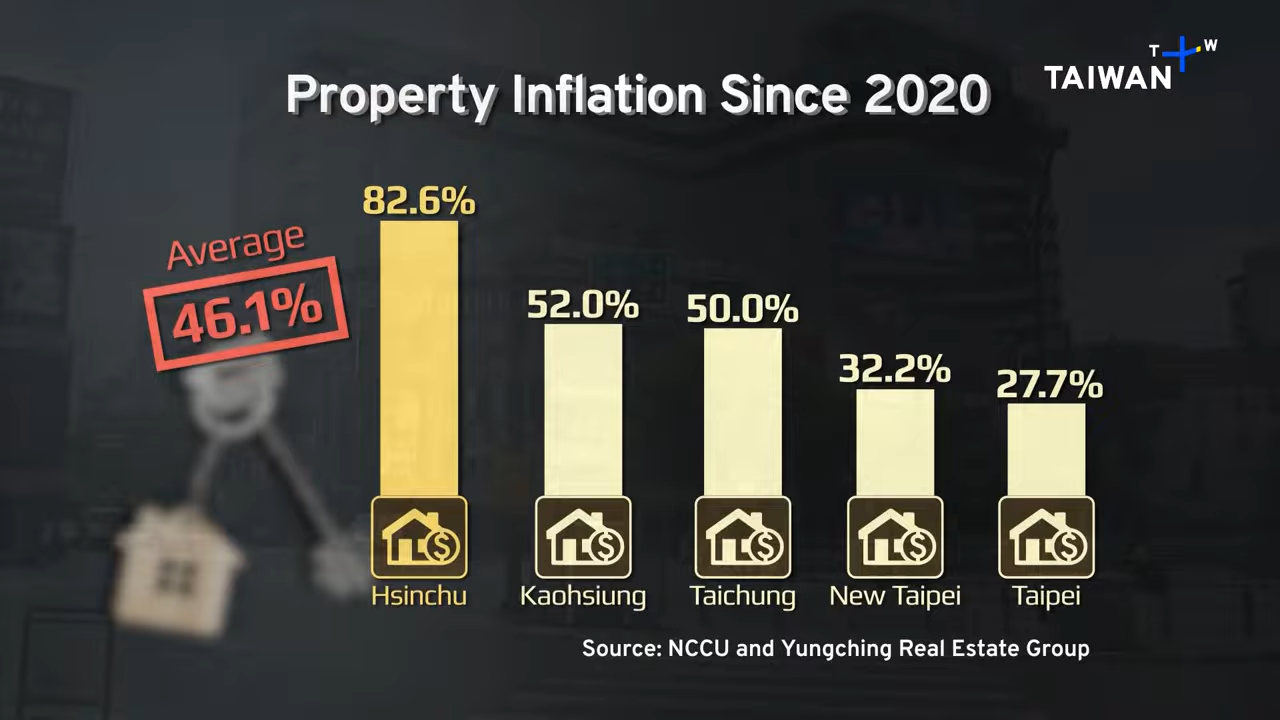 T W
TAIWAN
Property Inflation Since 2020
Average
46.1%
82.6%
52.0%
50.0%
32.2%
27.7%
Hsinchu
Kaohsiung
Taichung
New Taipei
Taipei
Source: NCCU and Yungching Real Estate Group